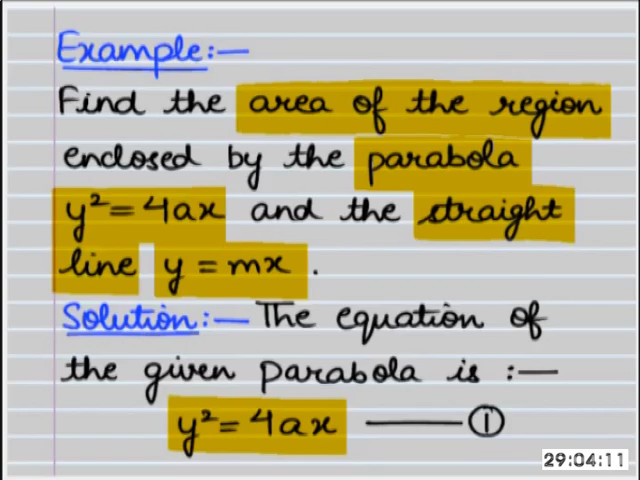 Example:—
Find the area of the region
enclosed by the parabola
y² = 4ax and the straight
line y = mx .
Solution:— The equation of
the given parabola is :—
y² = 4ax ——— ①
29:04:11